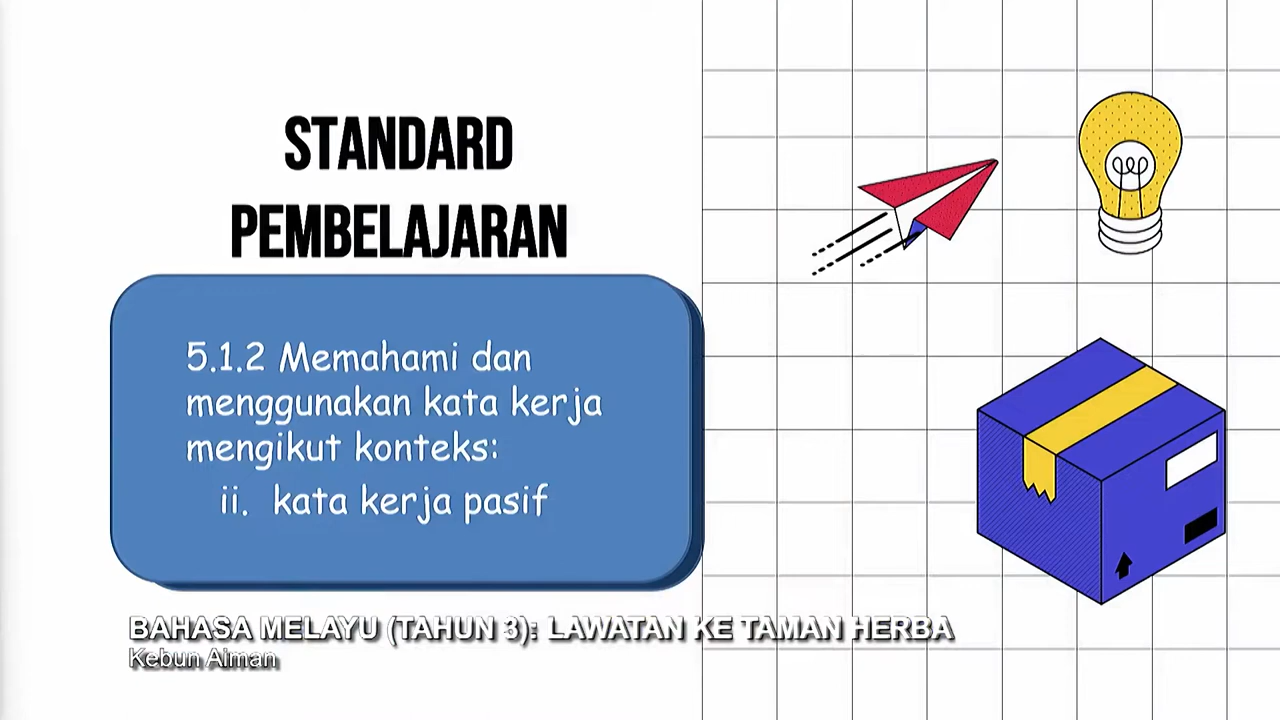 STANDARD
PEMBELAJARAN
5.1.2 Memahami dan
menggunakan kata kerja
mengikut konteks:
ii. kata kerja pasif
BAHASA MELAYU (TAHUN 3): LAWATAN KE TAMAN HERBA
Kebun Aiman